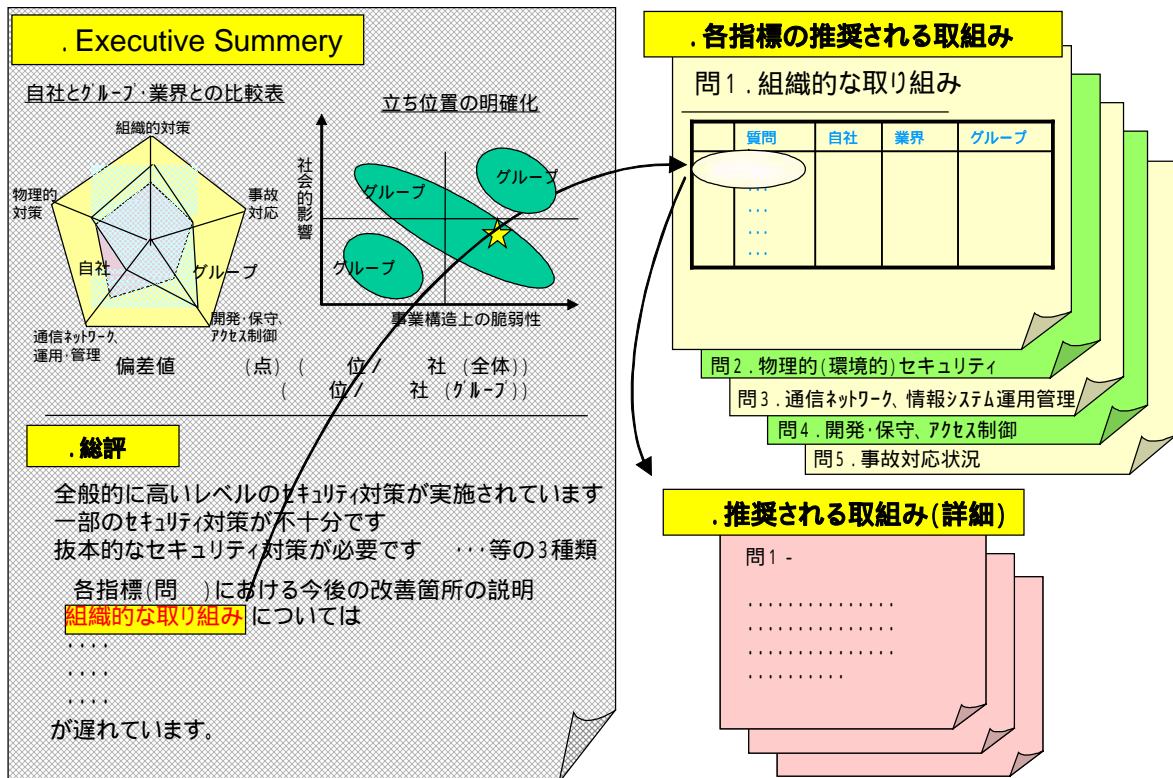 . Executive Summery
自社とｸﾞﾙｰﾌﾟ･業界との比較表
組織的対策
物理的
対策
事故
対応
自社
グループ
通信ﾈｯﾄﾜｰｸ、
運用･管理
開発･保守、
ｱｸｾｽ制御
立ち位置の明確化
社会的影響
グループ
グループ
グループ
事業構造上の脆弱性
偏差値 (点) ( 位 / 社 (全体))
( 位 / 社 (ｸﾞﾙｰﾌﾟ))
. 総評
全般的に高いレベルのｾｷｭﾘﾃｨ対策が実施されています
一部のｾｷｭﾘﾃｨ対策が不十分です
抜本的なセキュリティ対策が必要です ･･･等の3種類
各指標(問 )における今後の改善箇所の説明
組織的な取り組み については
････
････
････
が遅れています。
. 各指標の推奨される取組み
問1 . 組織的な取り組み
質問 自社 業界 グループ
…
…
…
…
問2 . 物理的(環境的)セキュリティ
問3 . 通信ﾈｯﾄﾜｰｸ、情報ｼｽﾃﾑ運用管理
問4 . 開発･保守、ｱｸｾｽ制御
問5 . 事故対応状況
. 推奨される取組み(詳細)
問1 -
･･･････････････
･･･････････････
･･･････････････
･･････････